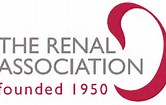 THE RENAL
ASSOCIATION
founded 1950